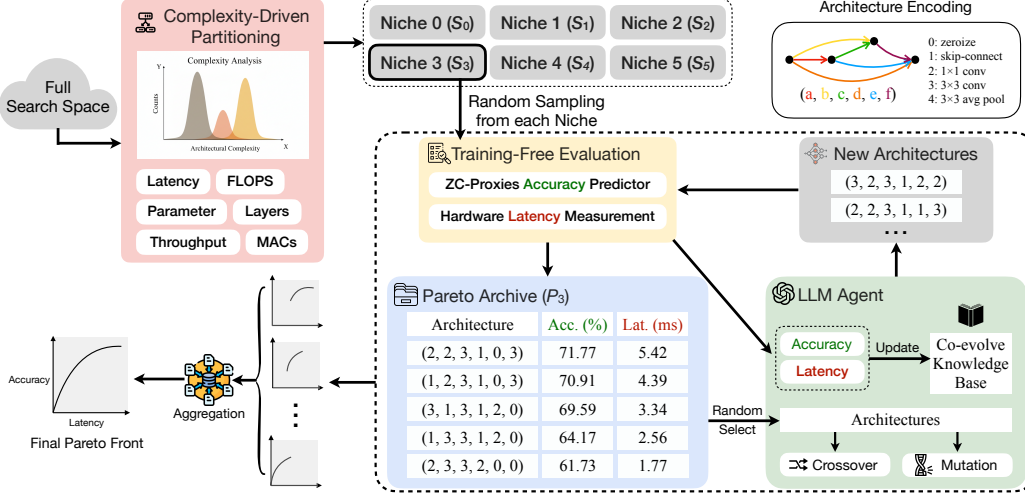 Complexity-Driven
Partitioning
Complexity Analysis
Y
Counts
Architectural Complexity
X
Latency
FLOPS
Parameter
Layers
Throughput
MACs
Full
Search Space
Niche 0 (S0)
Niche 1 (S1)
Niche 2 (S2)
Niche 3 (S3)
Niche 4 (S4)
Niche 5 (S5)
Random Sampling
from each Niche
Architecture Encoding
(a, b, c, d, e, f)
0: zeroize
1: skip-connect
2: 1×1 conv
3: 3×3 conv
4: 3×3 avg pool
Training-Free Evaluation
ZC-Proxies Accuracy Predictor
Hardware Latency Measurement
New Architectures
(3, 2, 3, 1, 2, 2)
(2, 2, 3, 1, 1, 3)
...
Pareto Archive (P3)
Architecture Acc. (%) Lat. (ms)
(2, 2, 3, 1, 0, 3) 71.77 5.42
(1, 2, 3, 1, 0, 3) 70.91 4.39
(3, 1, 3, 1, 2, 0) 69.59 3.34
(1, 3, 3, 1, 2, 0) 64.17 2.56
(2, 3, 3, 2, 0, 0) 61.73 1.77
LLM Agent
Accuracy
Latency
Update
Co-evolve
Knowledge
Base
Random
Select
Architectures
Crossover
Mutation
Aggregation
Accuracy
Latency
Final Pareto Front